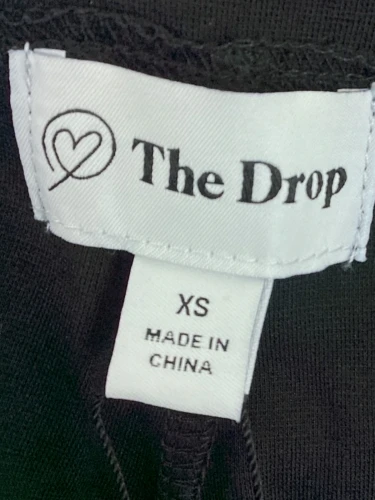 The Drop
XS
MADE IN
CHINA